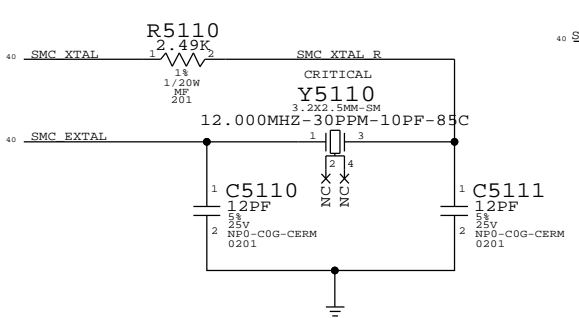 R5110
2.49K
40 SMC_XTAL 1 2 SMC_XTAL_R
1%
1/20W
MF
201
40 S
CRITICAL
Y5110
3.2X2.5MM-SM
12.000MHZ-30PPM-10PF-85C
40 SMC_EXTAL 1 3
2 4
NC NC
1 C5110
12PF
5%
25V
2 NP0-C0G-CERM
0201
1 C5111
12PF
5%
25V
2 NP0-C0G-CERM
0201